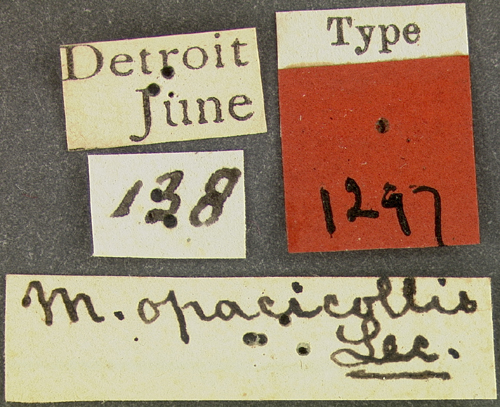 Detroit
June
Type
138
1297
M. opacicollis
Lec.